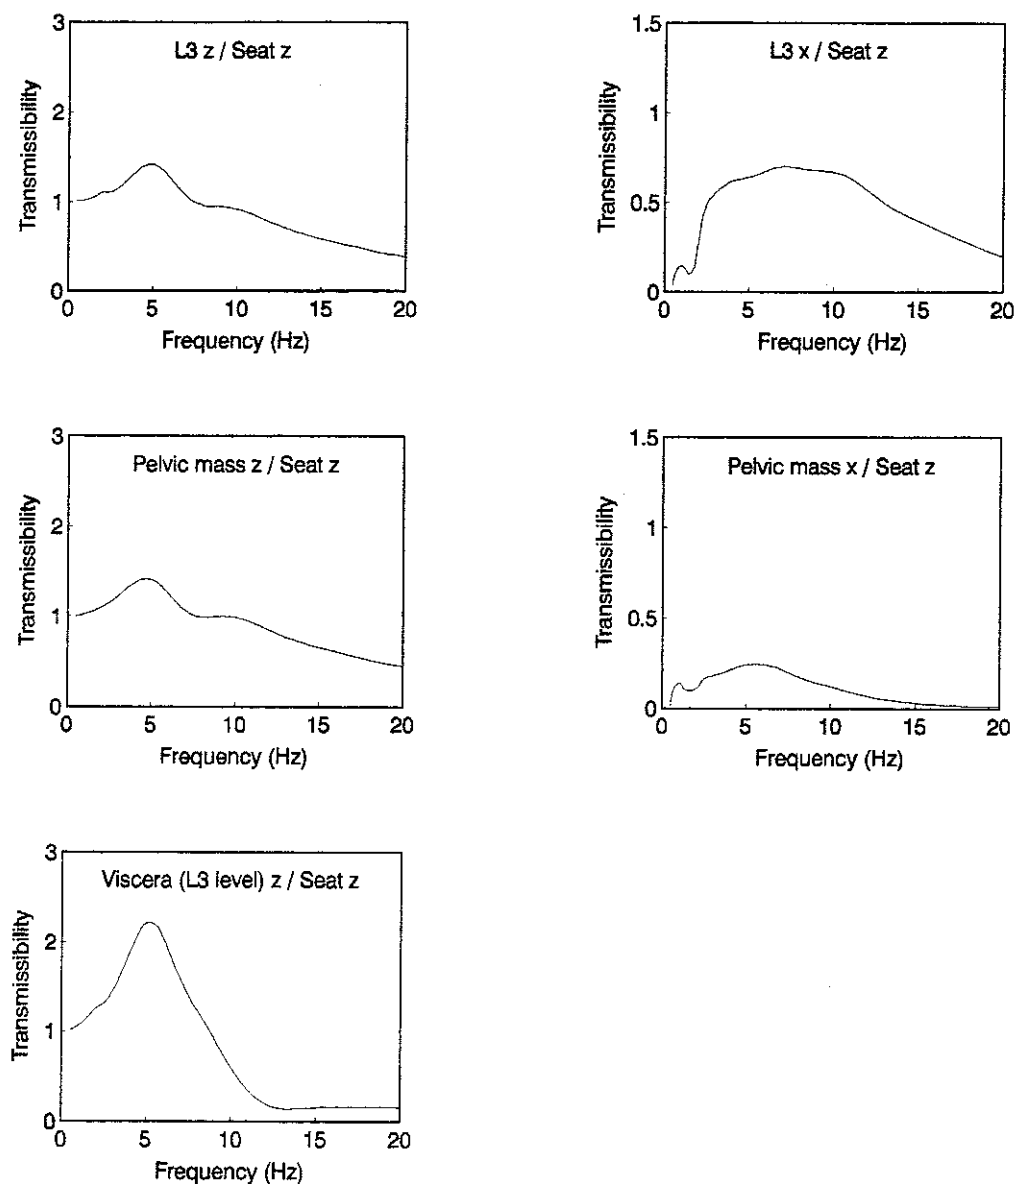 L3 z / Seat z
Transmissibility
3
2
1
0
0 5 10 15 20
Frequency (Hz)
L3 x / Seat z
Transmissibility
1.5
1
0.5
0
0 5 10 15 20
Frequency (Hz)
Pelvic mass z / Seat z
Transmissibility
3
2
1
0
0 5 10 15 20
Frequency (Hz)
Pelvic mass x / Seat z
Transmissibility
1.5
1
0.5
0
0 5 10 15 20
Frequency (Hz)
Viscera (L3 level) z / Seat z
Transmissibility
3
2
1
0
0 5 10 15 20
Frequency (Hz)